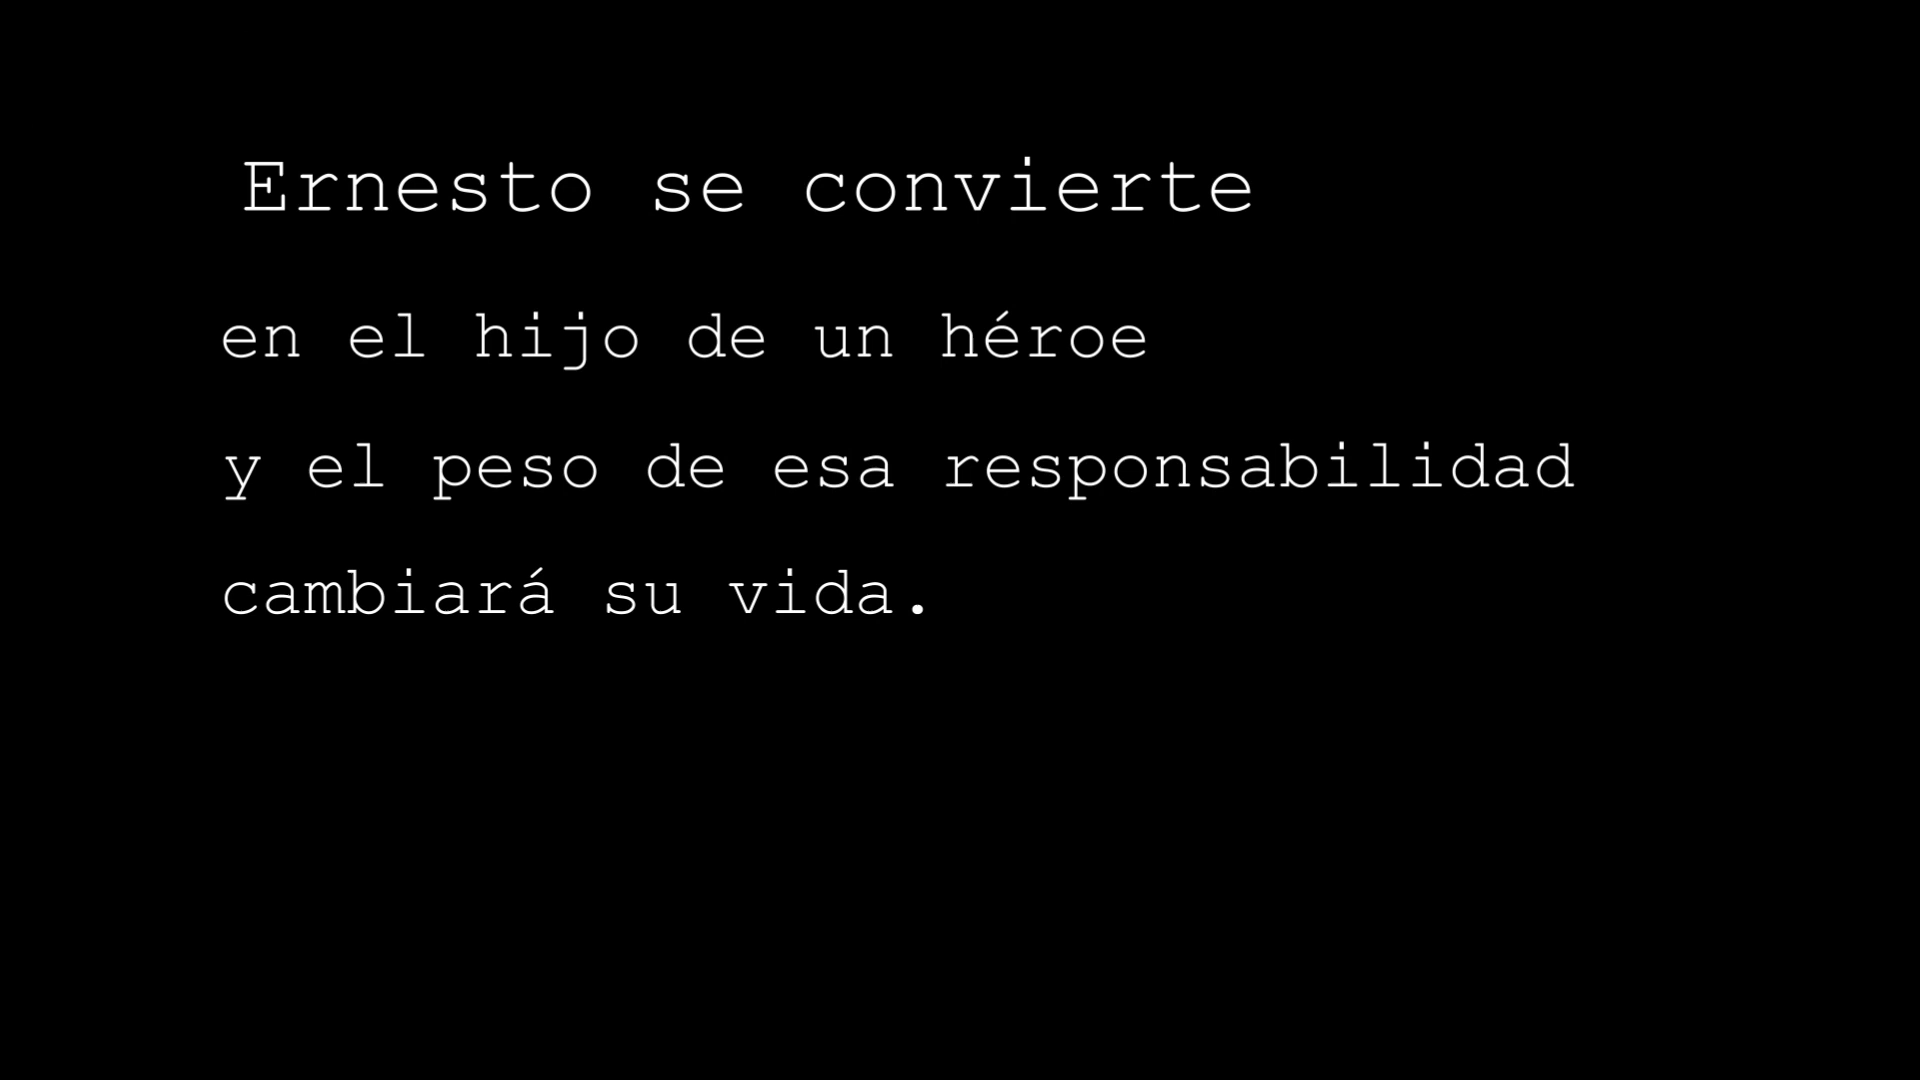 Ernesto se convierte
en el hijo de un héroe
y el peso de esa responsabilidad
cambiará su vida.